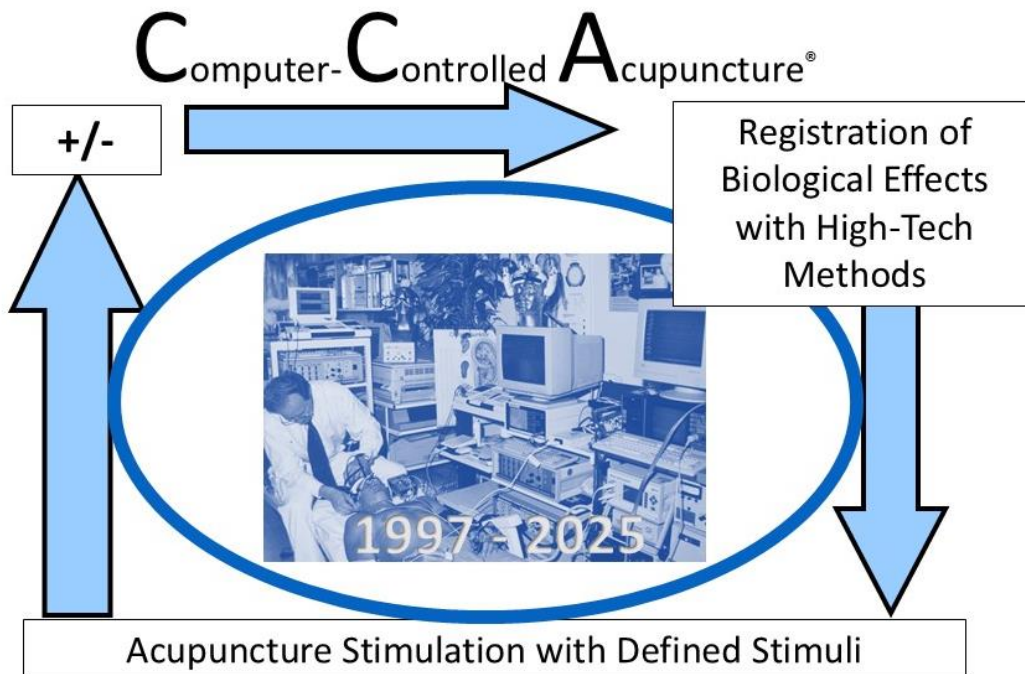 Computer-Controlled Acupuncture®
+/-
Registration of
Biological Effects
with High-Tech
Methods
1997 - 2025
Acupuncture Stimulation with Defined Stimuli